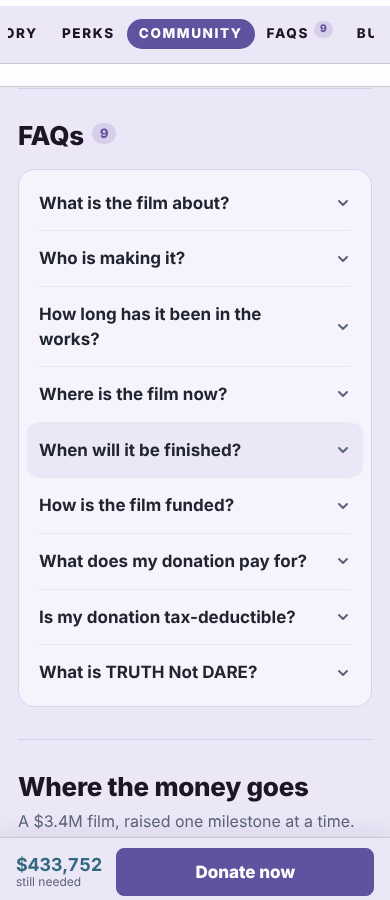 ORY PERKS COMMUNITY FAQS 9 BU
FAQs 9
What is the film about?
Who is making it?
How long has it been in the
works?
Where is the film now?
When will it be finished?
How is the film funded?
What does my donation pay for?
Is my donation tax-deductible?
What is TRUTH Not DARE?
Where the money goes
A $3.4M film, raised one milestone at a time.
$433,752
still needed
Donate now